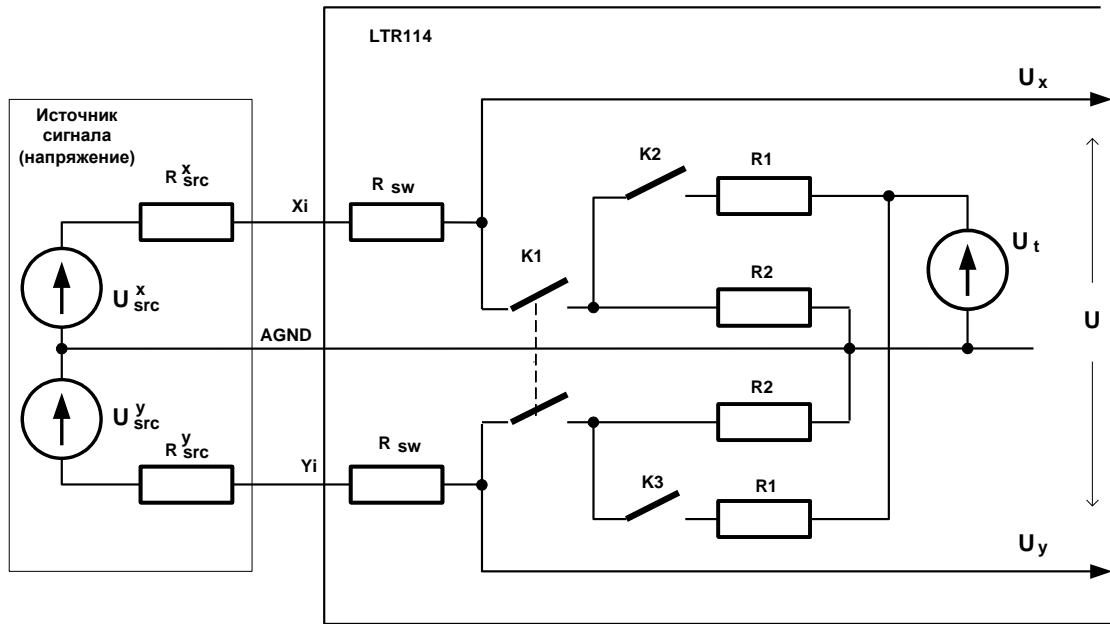 LTR114
U x
Источник
сигнала
(напряжение)
K2
R1
R x src
R sw
Xi
K1
U t
R2
U x src
U
AGND
U y src
R2
R y src
R sw
Yi
K3
R1
U y